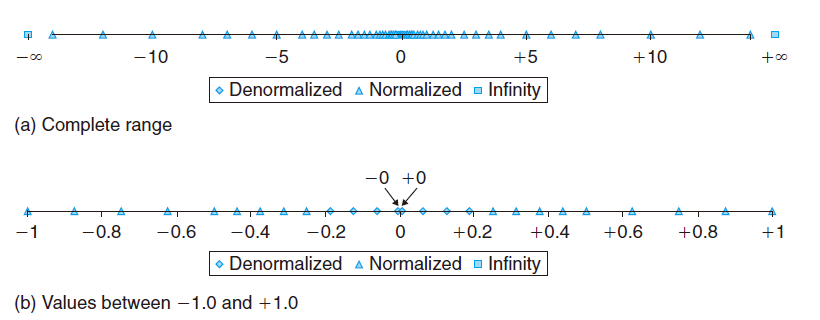 −∞ −10 −5 0 +5 +10 +∞
Denormalized Normalized Infinity
(a) Complete range
−0 +0
−1 −0.8 −0.6 −0.4 −0.2 0 +0.2 +0.4 +0.6 +0.8 +1
Denormalized Normalized Infinity
(b) Values between −1.0 and +1.0